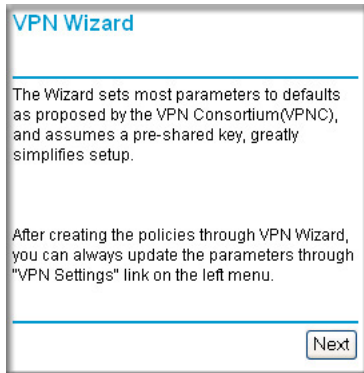 VPN Wizard
The Wizard sets most parameters to defaults
as proposed by the VPN Consortium(VPNC),
and assumes a pre-shared key, greatly
simplifies setup.
After creating the policies through VPN Wizard,
you can always update the parameters through
"VPN Settings" link on the left menu.
Next